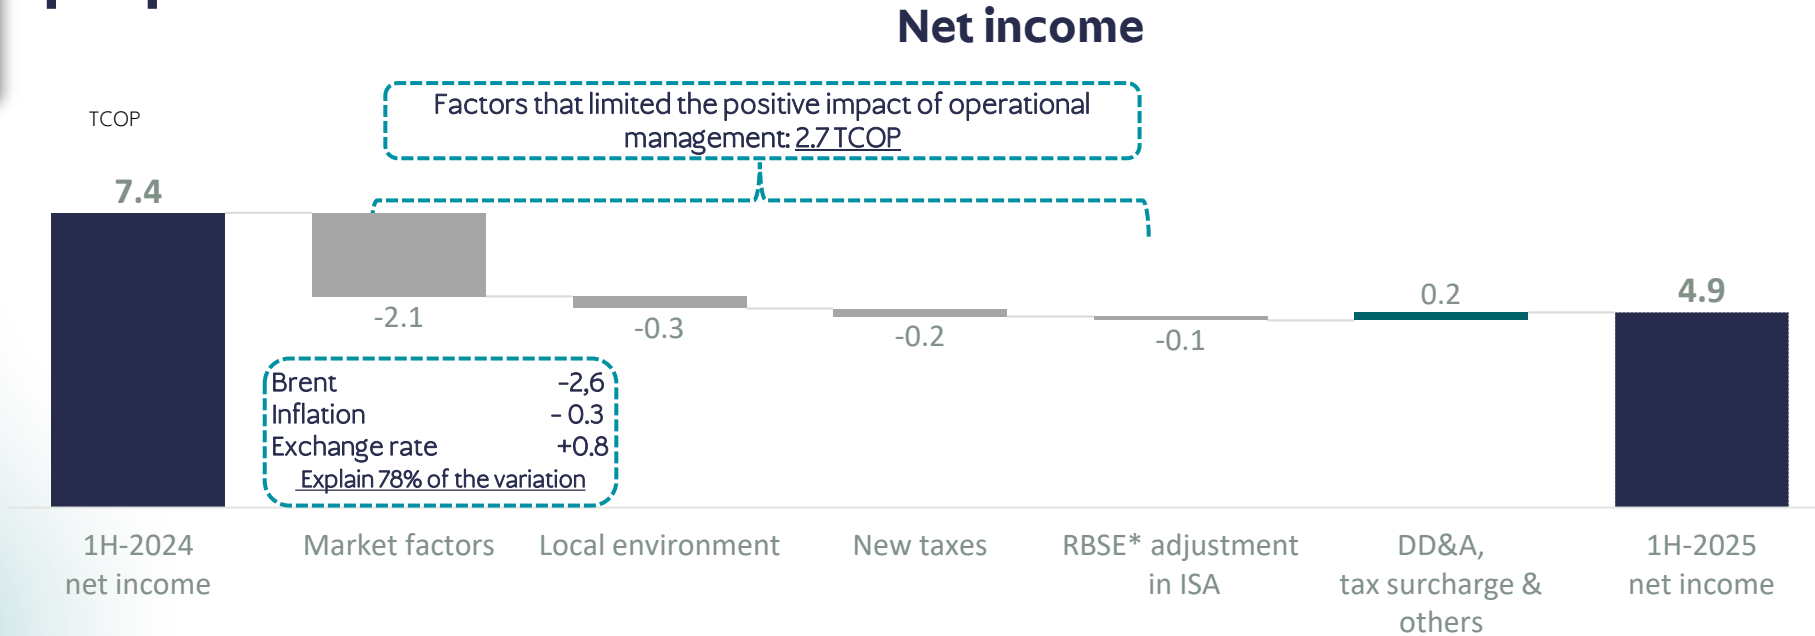 Net income
TCOP
Factors that limited the positive impact of operational
management: 2.7 TCOP
7.4
-2.1
-0.3
-0.2
-0.1
0.2
4.9
Brent -2,6
Inflation - 0.3
Exchange rate +0.8
Explain 78% of the variation
1H-2024
net income
Market factors
Local environment
New taxes
RBSE* adjustment
in ISA
DD&A,
tax surcharge &
others
1H-2025
net income